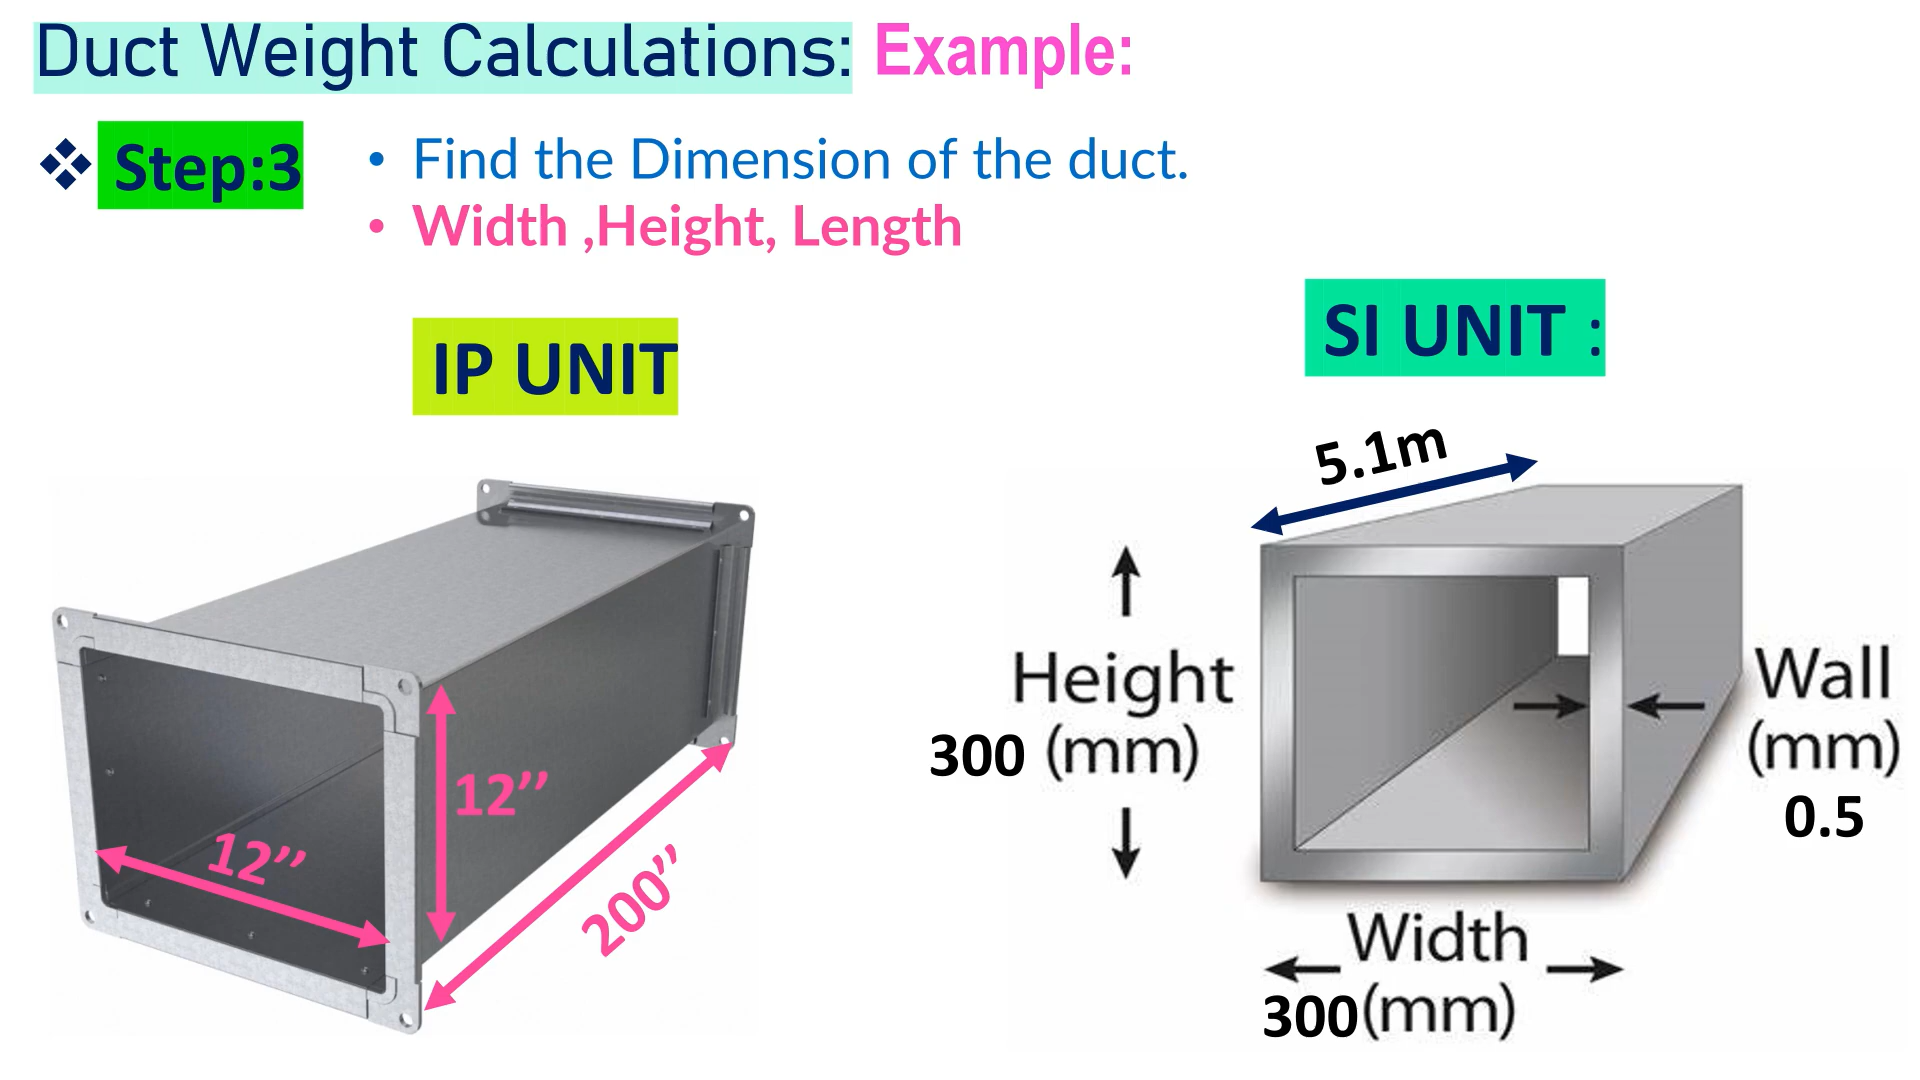 Duct Weight Calculations: Example:
❖ Step:3
• Find the Dimension of the duct.
• Width ,Height, Length
IP UNIT
SI UNIT :
12’’
12’’
200’’
5.1m
Height
300 (mm)
Wall
(mm)
0.5
Width
300(mm)